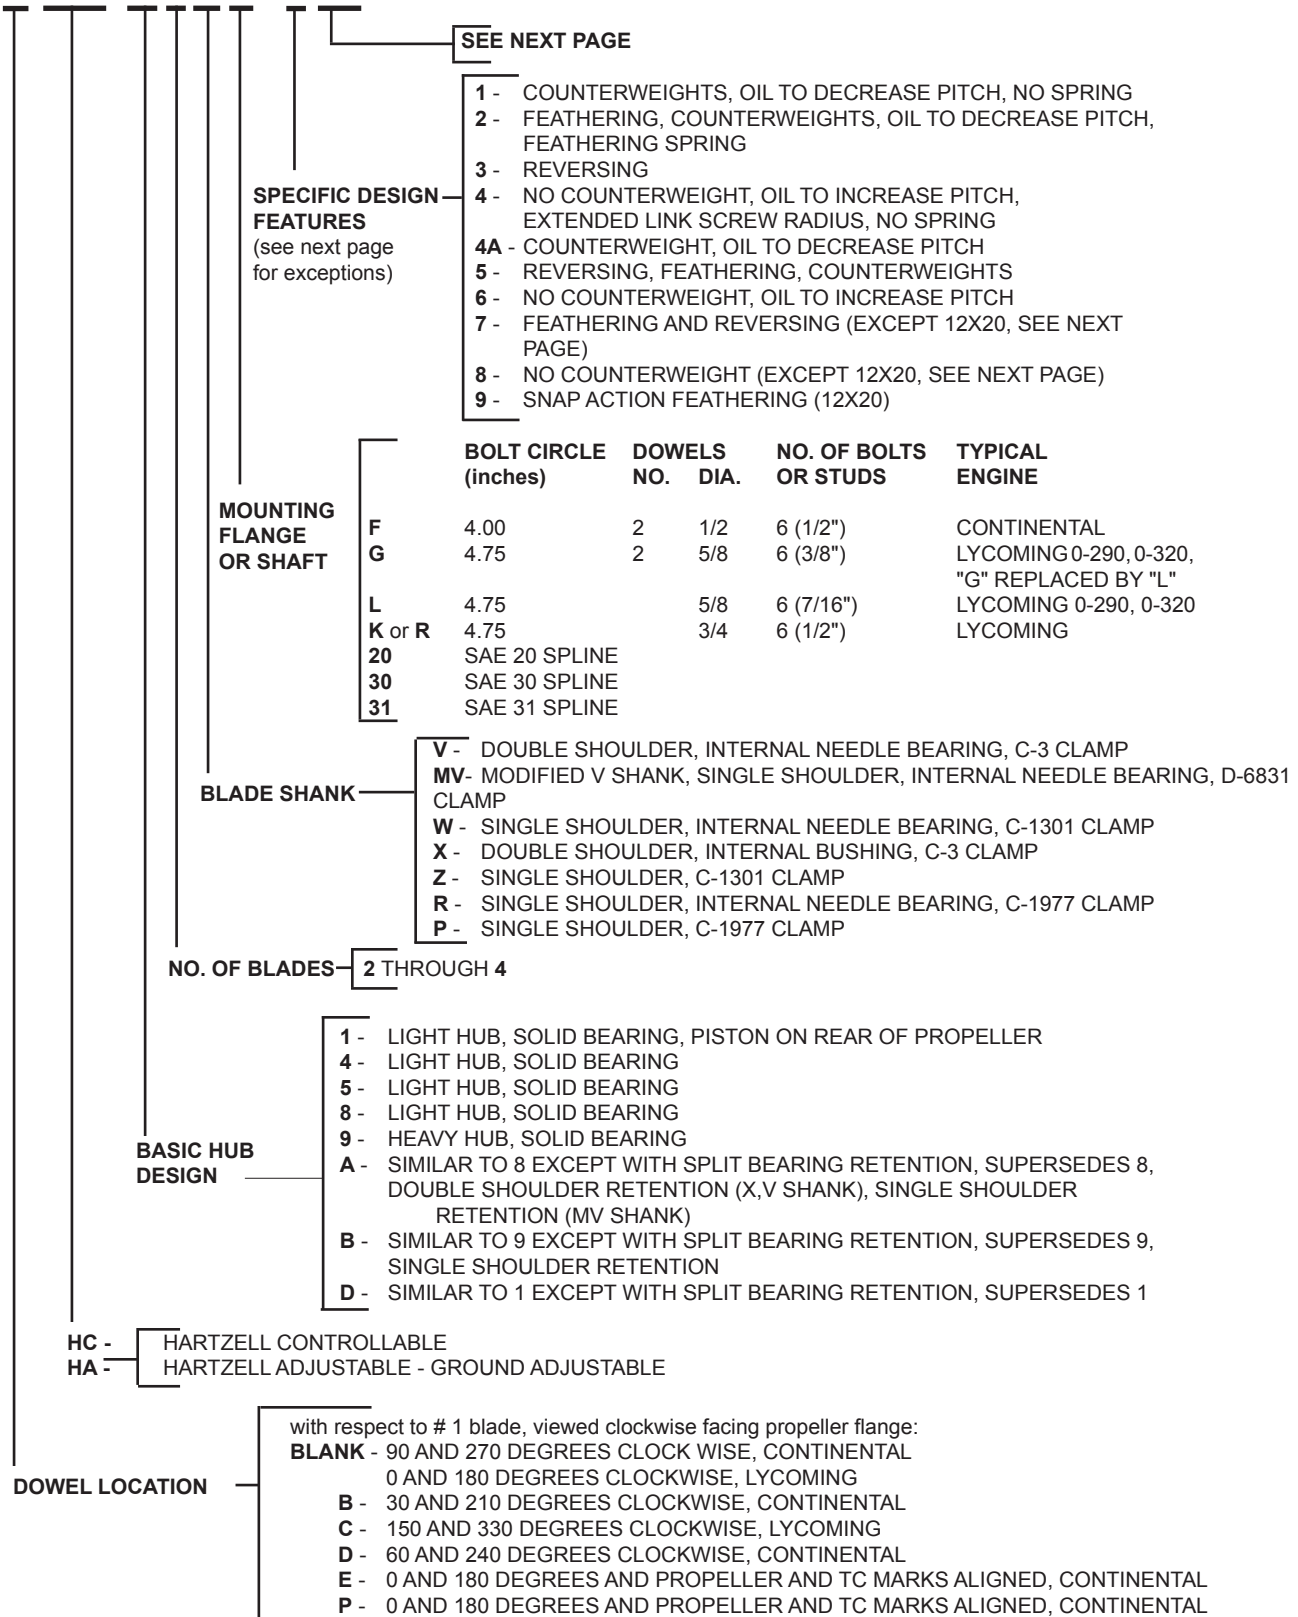 SEE NEXT PAGE
SPECIFIC DESIGN
FEATURES
(see next page
for exceptions)
1 - COUNTERWEIGHTS, OIL TO DECREASE PITCH, NO SPRING
2 - FEATHERING, COUNTERWEIGHTS, OIL TO DECREASE PITCH,
FEATHERING SPRING
3 - REVERSING
4 - NO COUNTERWEIGHT, OIL TO INCREASE PITCH,
EXTENDED LINK SCREW RADIUS, NO SPRING
4A - COUNTERWEIGHT, OIL TO DECREASE PITCH
5 - REVERSING, FEATHERING, COUNTERWEIGHTS
6 - NO COUNTERWEIGHT, OIL TO INCREASE PITCH
7 - FEATHERING AND REVERSING (EXCEPT 12X20, SEE NEXT
PAGE)
8 - NO COUNTERWEIGHT (EXCEPT 12X20, SEE NEXT PAGE)
9 - SNAP ACTION FEATHERING (12X20)
MOUNTING
FLANGE
OR SHAFT
BOLT CIRCLE DOWELS NO. OF BOLTS TYPICAL
(inches) NO. DIA. OR STUDS ENGINE
F 4.00 2 1/2 6 (1/2") CONTINENTAL
G 4.75 2 5/8 6 (3/8") LYCOMING 0-290, 0-320,
"G" REPLACED BY "L"
L 4.75 5/8 6 (7/16") LYCOMING 0-290, 0-320
K or R 4.75 3/4 6 (1/2") LYCOMING
20 SAE 20 SPLINE
30 SAE 30 SPLINE
31 SAE 31 SPLINE
BLADE SHANK
V - DOUBLE SHOULDER, INTERNAL NEEDLE BEARING, C-3 CLAMP
MV- MODIFIED V SHANK, SINGLE SHOULDER, INTERNAL NEEDLE BEARING, D-6831
CLAMP
W - SINGLE SHOULDER, INTERNAL NEEDLE BEARING, C-1301 CLAMP
X - DOUBLE SHOULDER, INTERNAL BUSHING, C-3 CLAMP
Z - SINGLE SHOULDER, C-1301 CLAMP
R - SINGLE SHOULDER, INTERNAL NEEDLE BEARING, C-1977 CLAMP
P - SINGLE SHOULDER, C-1977 CLAMP
NO. OF BLADES 2 THROUGH 4
BASIC HUB
DESIGN
1 - LIGHT HUB, SOLID BEARING, PISTON ON REAR OF PROPELLER
4 - LIGHT HUB, SOLID BEARING
5 - LIGHT HUB, SOLID BEARING
8 - LIGHT HUB, SOLID BEARING
9 - HEAVY HUB, SOLID BEARING
A - SIMILAR TO 8 EXCEPT WITH SPLIT BEARING RETENTION, SUPERSEDES 8,
DOUBLE SHOULDER RETENTION (X,V SHANK), SINGLE SHOULDER
RETENTION (MV SHANK)
B - SIMILAR TO 9 EXCEPT WITH SPLIT BEARING RETENTION, SUPERSEDES 9,
SINGLE SHOULDER RETENTION
D - SIMILAR TO 1 EXCEPT WITH SPLIT BEARING RETENTION, SUPERSEDES 1
HC - HARTZELL CONTROLLABLE
HA - HARTZELL ADJUSTABLE - GROUND ADJUSTABLE
DOWEL LOCATION
with respect to # 1 blade, viewed clockwise facing propeller flange:
BLANK - 90 AND 270 DEGREES CLOCK WISE, CONTINENTAL
0 AND 180 DEGREES CLOCKWISE, LYCOMING
B - 30 AND 210 DEGREES CLOCKWISE, CONTINENTAL
C - 150 AND 330 DEGREES CLOCKWISE, LYCOMING
D - 60 AND 240 DEGREES CLOCKWISE, CONTINENTAL
E - 0 AND 180 DEGREES AND PROPELLER AND TC MARKS ALIGNED, CONTINENTAL
P - 0 AND 180 DEGREES AND PROPELLER AND TC MARKS ALIGNED, CONTINENTAL